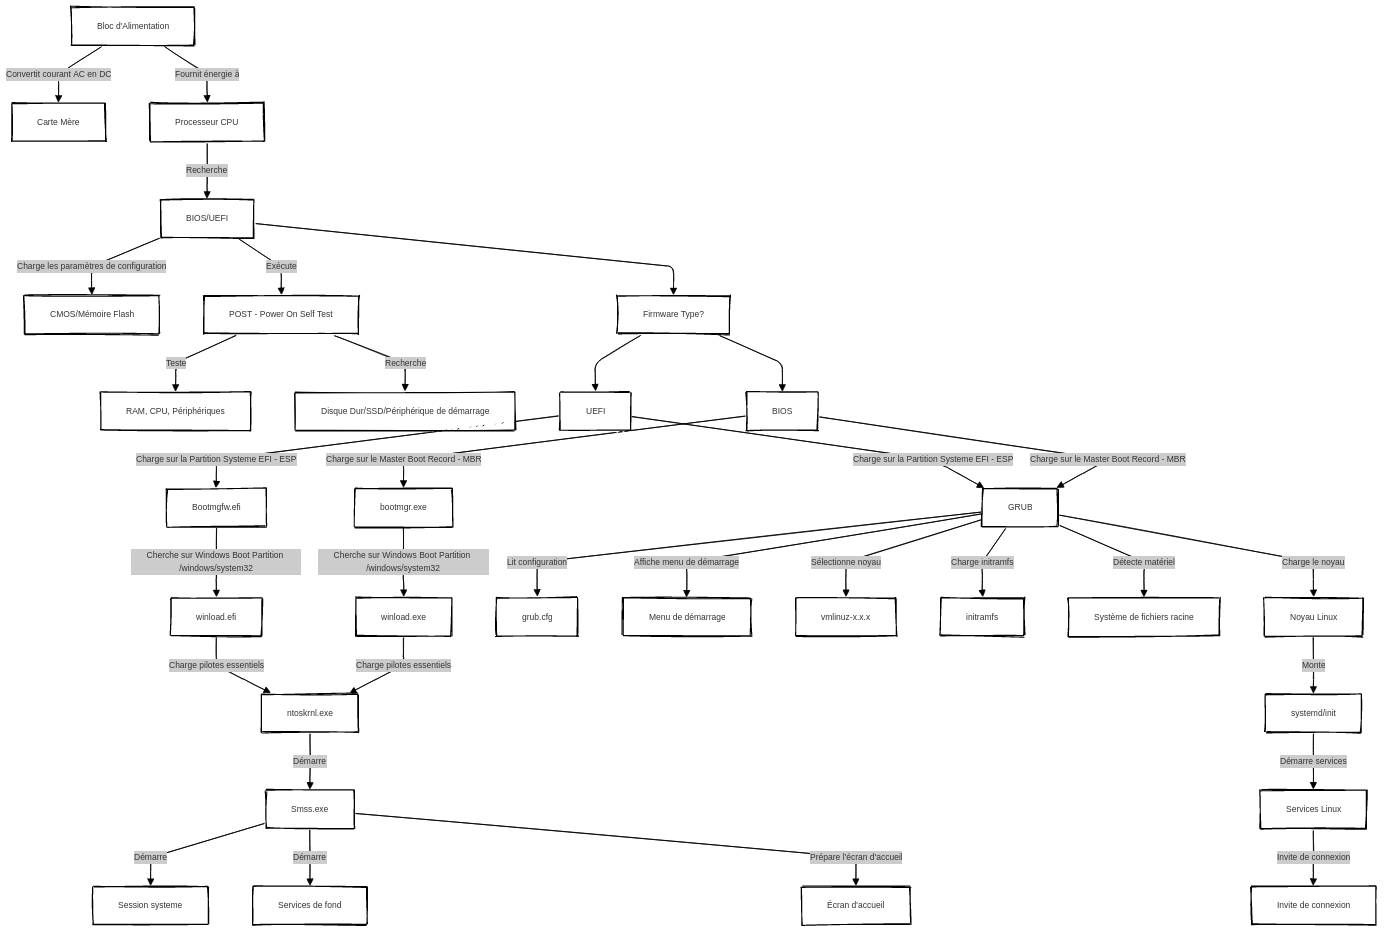 Bloc d'Alimentation
Convertit courant AC en DC
Fournit énergie à
Carte Mère
Processeur CPU
Recherche
BIOS/UEFI
Charge les paramètres de configuration
Exécute
CMOS/Mémoire Flash
POST - Power On Self Test
Firmware Type?
Teste
Recherche
RAM, CPU, Périphériques
Disque Dur/SSD/Périphérique de démarrage
UEFI
BIOS
Charge sur la Partition Systeme EFI - ESP
Charge sur le Master Boot Record - MBR
Charge sur la Partition Systeme EFI - ESP
Charge sur le Master Boot Record - MBR
Bootmgfw.efi
bootmgr.exe
GRUB
Cherche sur Windows Boot Partition
/windows/system32
Cherche sur Windows Boot Partition
/windows/system32
Lit configuration
Affiche menu de démarrage
Sélectionne noyau
Charge initramfs
Détecte matériel
Charge le noyau
winload.efi
winload.exe
grub.cfg
Menu de démarrage
vmlinuz-x.x.x
initramfs
Système de fichiers racine
Noyau Linux
Charge pilotes essentiels
Charge pilotes essentiels
Monte
ntoskrnl.exe
systemd/init
Démarre
Démarre services
Smss.exe
Services Linux
Démarre
Démarre
Prépare l'écran d'accueil
Invite de connexion
Session systeme
Services de fond
Écran d'accueil
Invite de connexion